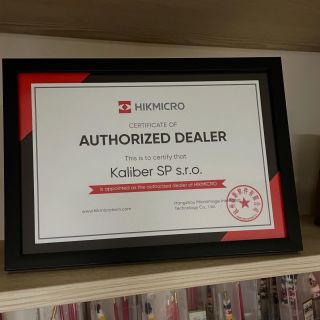 HIKMICRO
CERTIFICATE OF
AUTHORIZED DEALER
This is to certify that
Kaliber SP s.r.o.
is appointed as the authorized dealer of HIKMICRO
www.hikmicrotech.com
Hangzhou Microimage
Technology Co., Ltd.